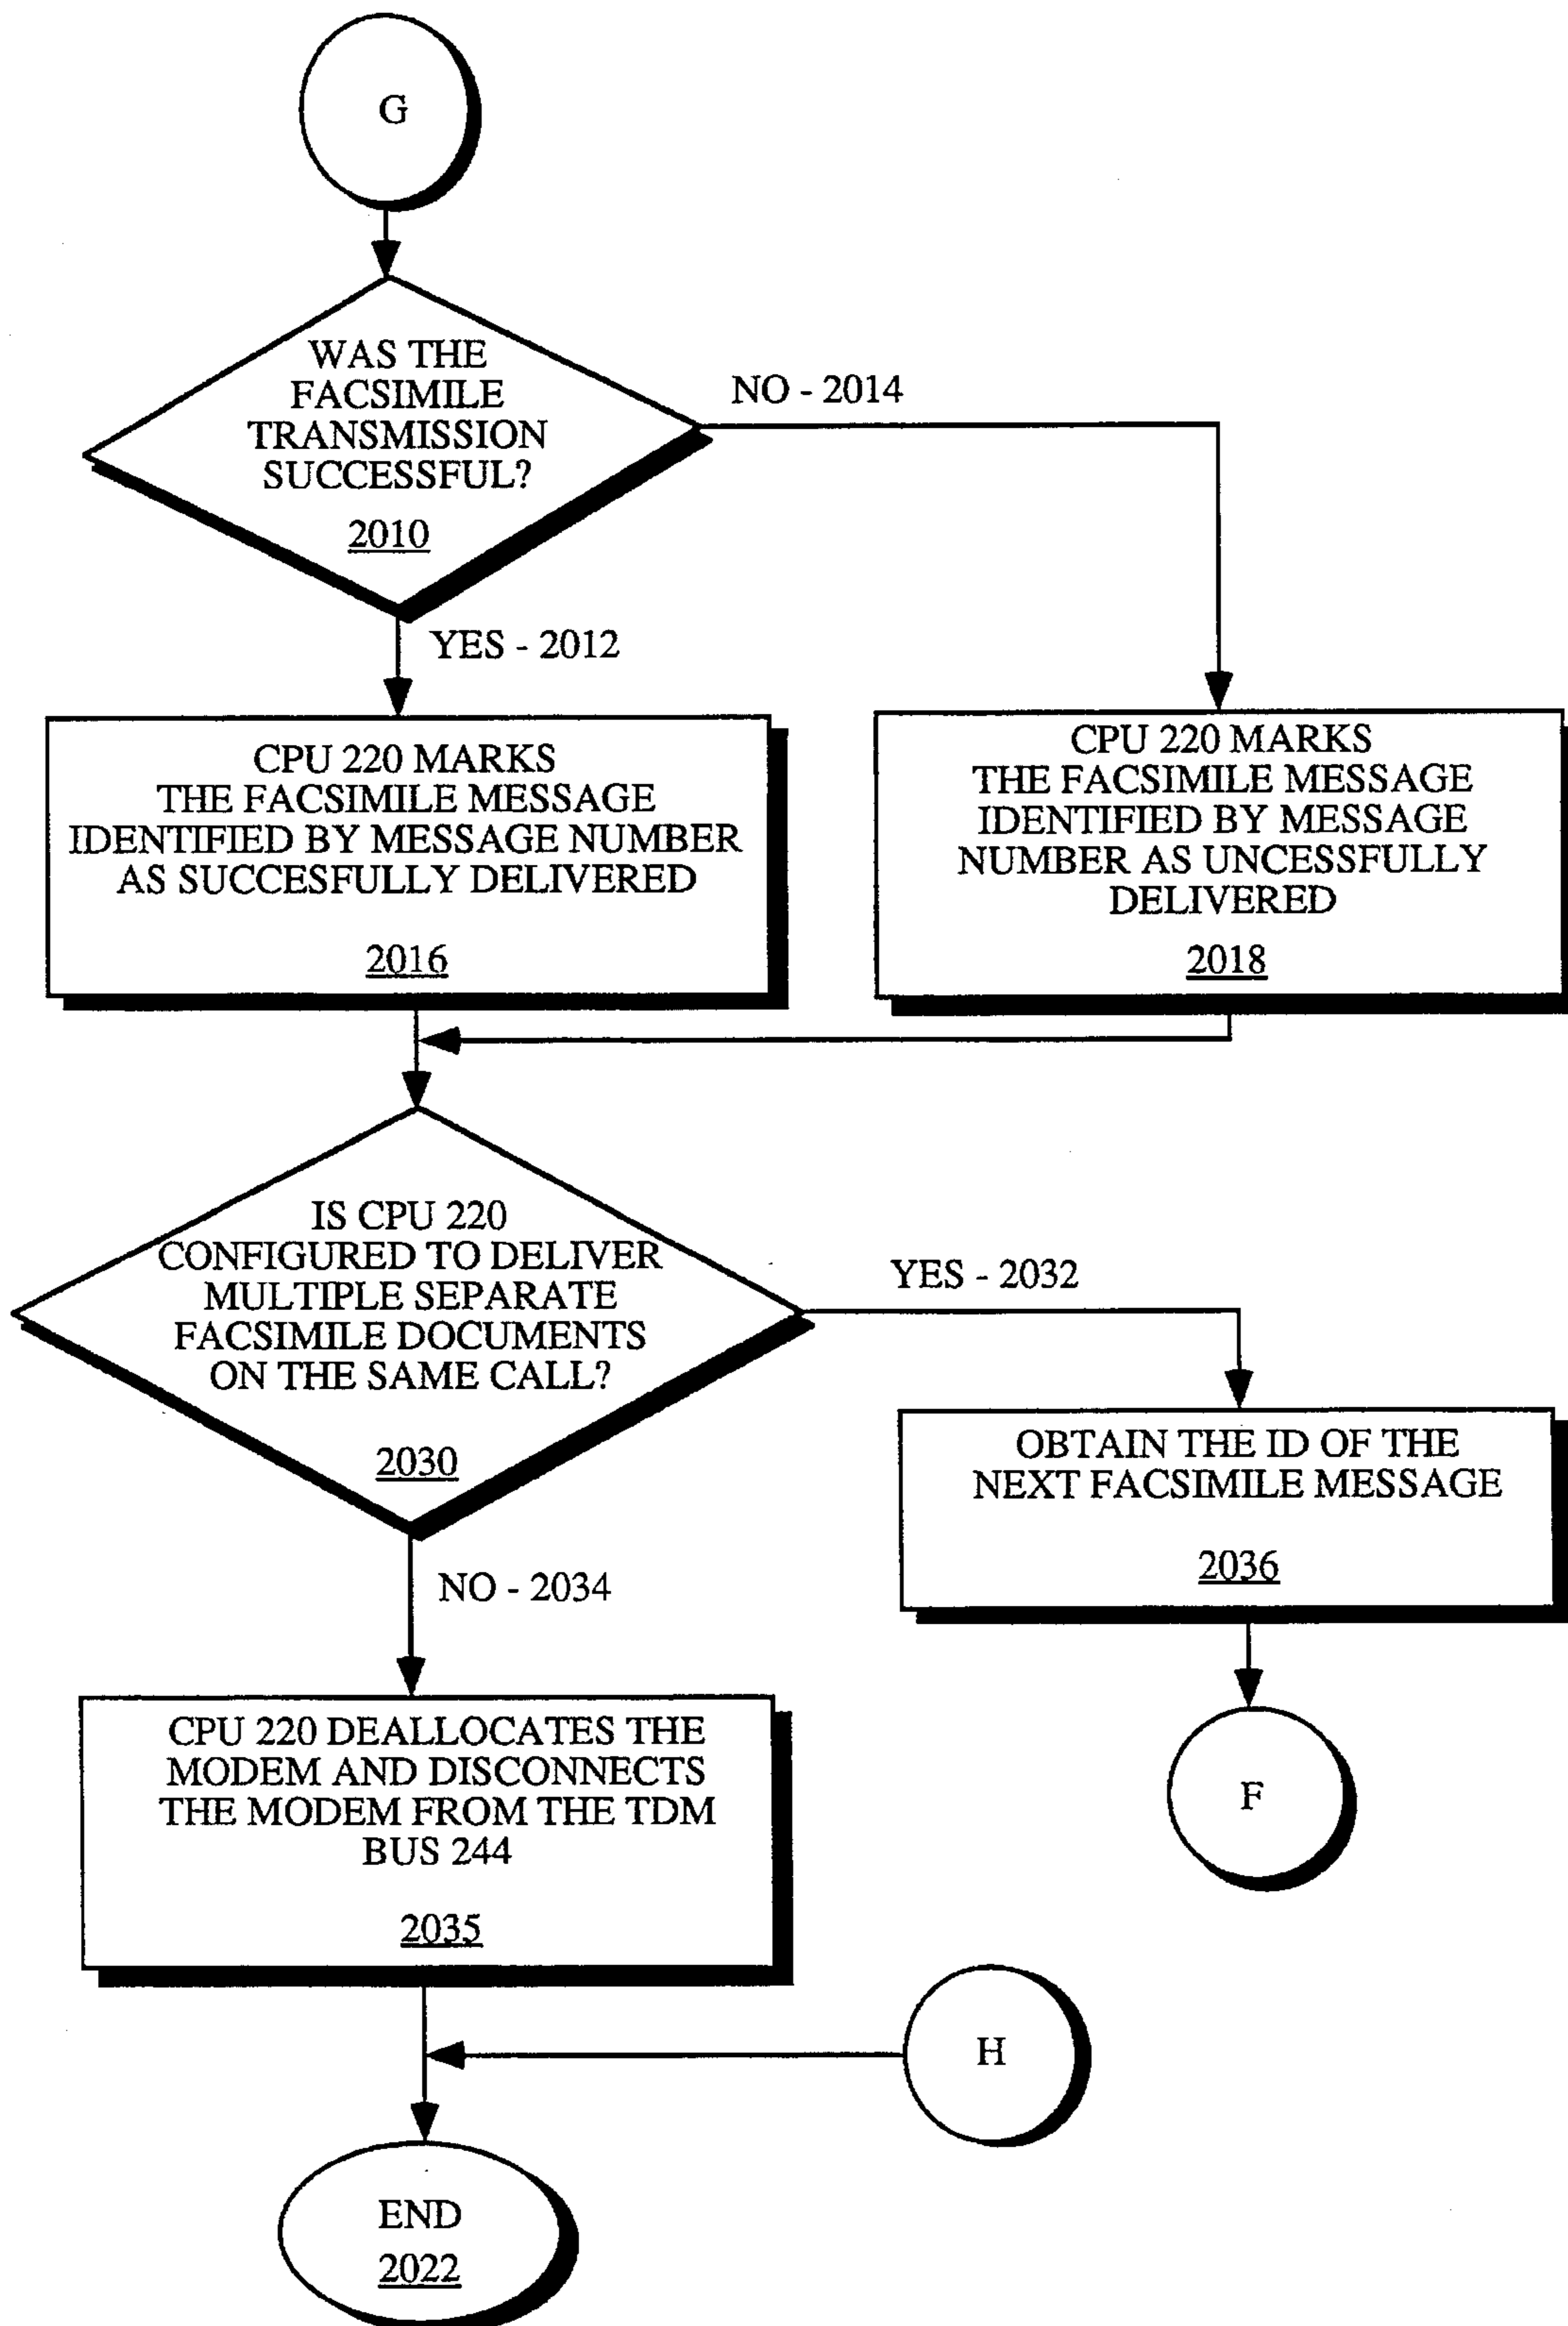 G
WAS THE
FACSIMILE
TRANSMISSION
SUCCESSFUL?
2010
NO - 2014
YES - 2012
CPU 220 MARKS
THE FACSIMILE MESSAGE
IDENTIFIED BY MESSAGE NUMBER
AS SUCCESFULLY DELIVERED
2016
CPU 220 MARKS
THE FACSIMILE MESSAGE
IDENTIFIED BY MESSAGE
NUMBER AS UNCESSFULLY
DELIVERED
2018
IS CPU 220
CONFIGURED TO DELIVER
MULTIPLE SEPARATE
FACSIMILE DOCUMENTS
ON THE SAME CALL?
2030
YES - 2032
OBTAIN THE ID OF THE
NEXT FACSIMILE MESSAGE
2036
F
NO - 2034
CPU 220 DEALLOCATES THE
MODEM AND DISCONNECTS
THE MODEM FROM THE TDM
BUS 244
2035
H
END
2022